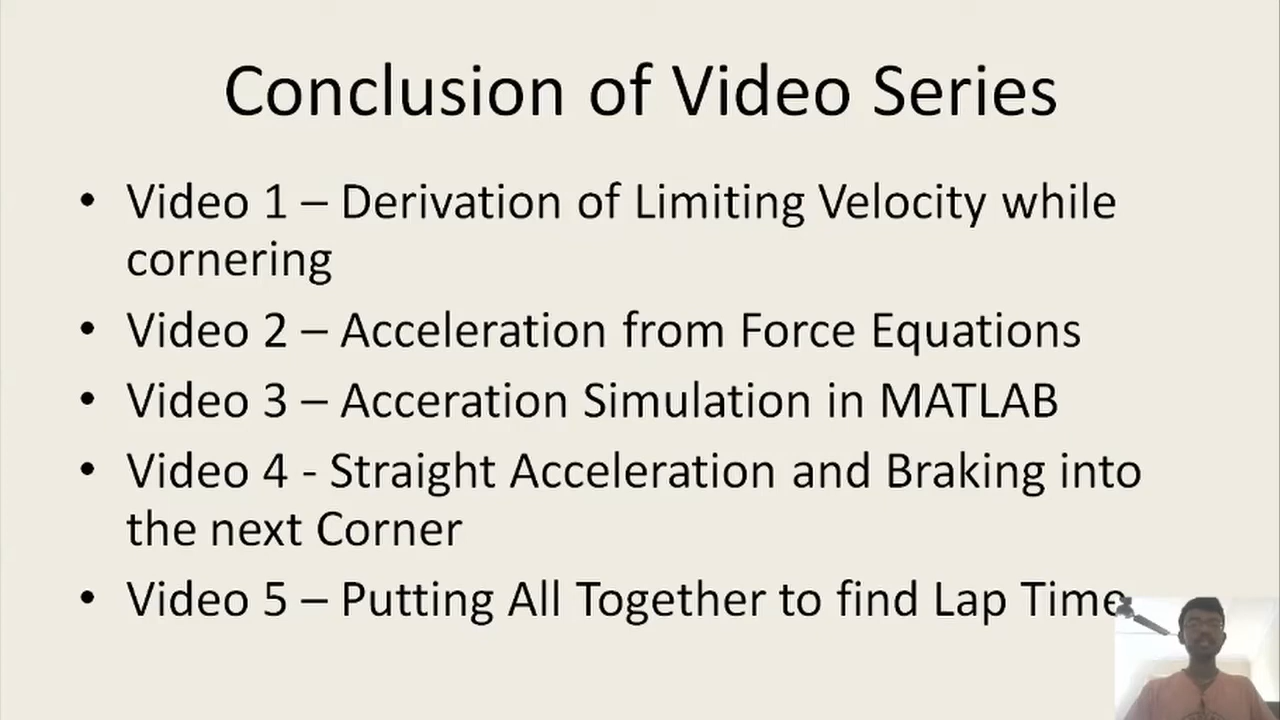 Conclusion of Video Series
• Video 1 – Derivation of Limiting Velocity while
cornering
• Video 2 – Acceleration from Force Equations
• Video 3 – Acceration Simulation in MATLAB
• Video 4 - Straight Acceleration and Braking into
the next Corner
• Video 5 – Putting All Together to find Lap Time